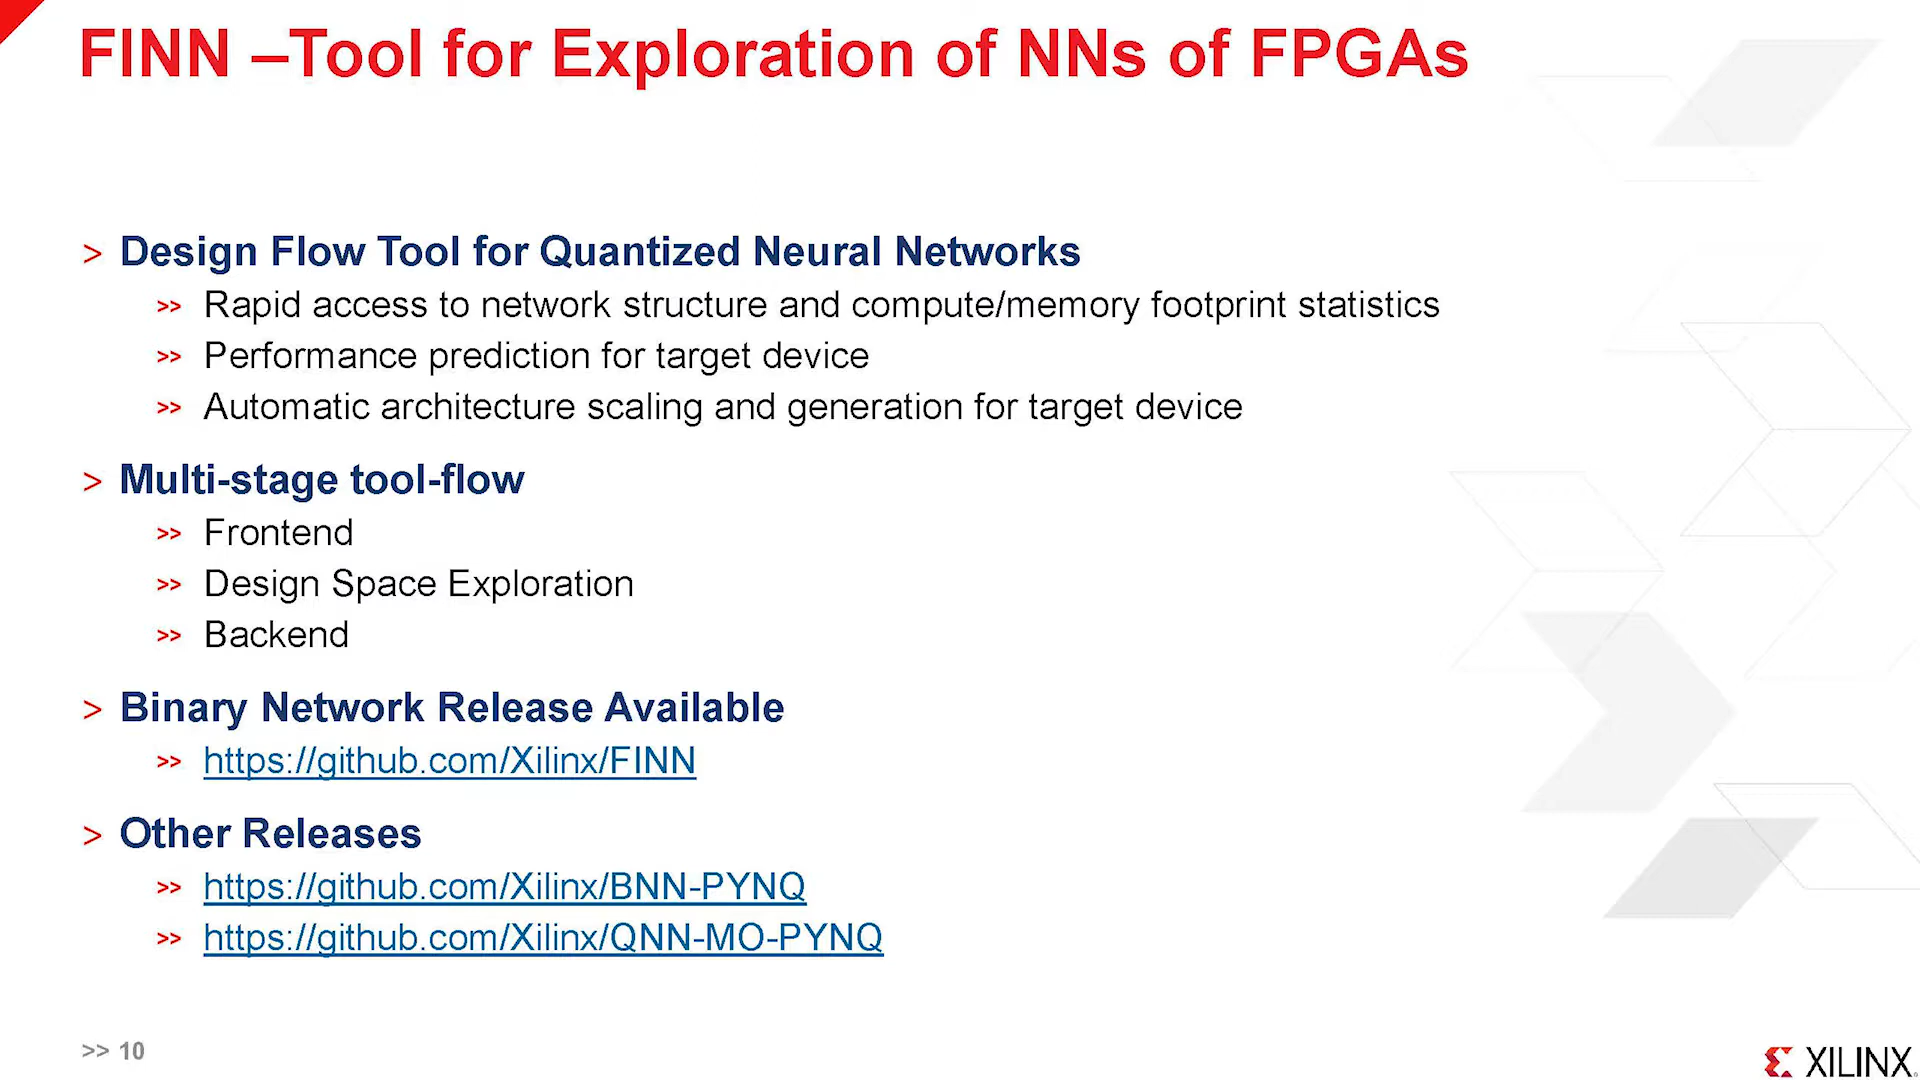 FINN –Tool for Exploration of NNs of FPGAs
> Design Flow Tool for Quantized Neural Networks
>> Rapid access to network structure and compute/memory footprint statistics
>> Performance prediction for target device
>> Automatic architecture scaling and generation for target device
> Multi-stage tool-flow
>> Frontend
>> Design Space Exploration
>> Backend
> Binary Network Release Available
>> https://github.com/Xilinx/FINN
> Other Releases
>> https://github.com/Xilinx/BNN-PYNQ
>> https://github.com/Xilinx/QNN-MO-PYNQ
>> 10
XILINX